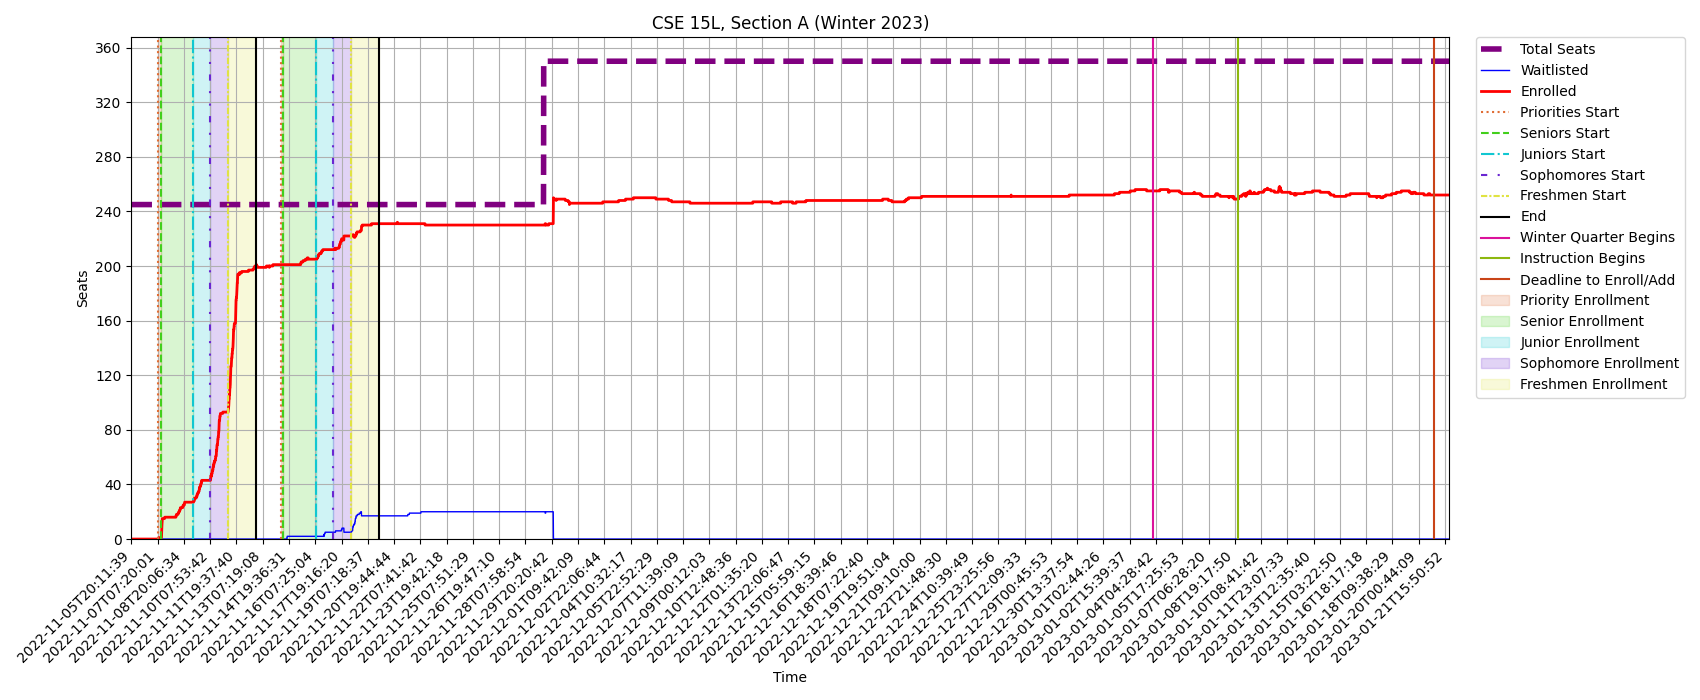 CSE 15L, Section A (Winter 2023)
Seats
360
320
280
240
200
160
120
80
40
0
2022-11-05T20:11:39
2022-11-07T07:20:01
2022-11-08T20:06:34
2022-11-10T07:53:42
2022-11-11T19:37:40
2022-11-13T07:19:08
2022-11-14T19:36:31
2022-11-16T07:25:04
2022-11-17T19:16:20
2022-11-19T07:18:37
2022-11-20T19:44:44
2022-11-22T07:41:42
2022-11-23T19:42:18
2022-11-25T07:51:29
2022-11-26T19:47:10
2022-11-28T07:58:54
2022-11-29T20:20:42
2022-12-01T09:42:09
2022-12-02T22:06:44
2022-12-04T10:32:17
2022-12-05T22:52:29
2022-12-07T11:39:09
2022-12-09T00:12:03
2022-12-10T12:48:36
2022-12-12T01:35:20
2022-12-13T22:06:47
2022-12-15T05:59:15
2022-12-16T18:39:46
2022-12-18T07:22:40
2022-12-19T19:51:04
2022-12-21T09:10:00
2022-12-22T21:48:30
2022-12-24T10:39:49
2022-12-25T23:25:56
2022-12-27T12:09:33
2022-12-29T00:45:53
2022-12-30T13:37:54
2023-01-01T02:44:26
2023-01-02T15:39:37
2023-01-04T04:28:42
2023-01-05T17:25:53
2023-01-07T06:28:20
2023-01-08T19:17:50
2023-01-10T08:41:42
2023-01-11T23:07:33
2023-01-13T12:35:40
2023-01-15T03:22:50
2023-01-16T18:17:18
2023-01-18T09:38:29
2023-01-20T00:44:09
2023-01-21T15:50:52
Time
Total Seats
Waitlisted
Enrolled
Priorities Start
Seniors Start
Juniors Start
Sophomores Start
Freshmen Start
End
Winter Quarter Begins
Instruction Begins
Deadline to Enroll/Add
Priority Enrollment
Senior Enrollment
Junior Enrollment
Sophomore Enrollment
Freshmen Enrollment